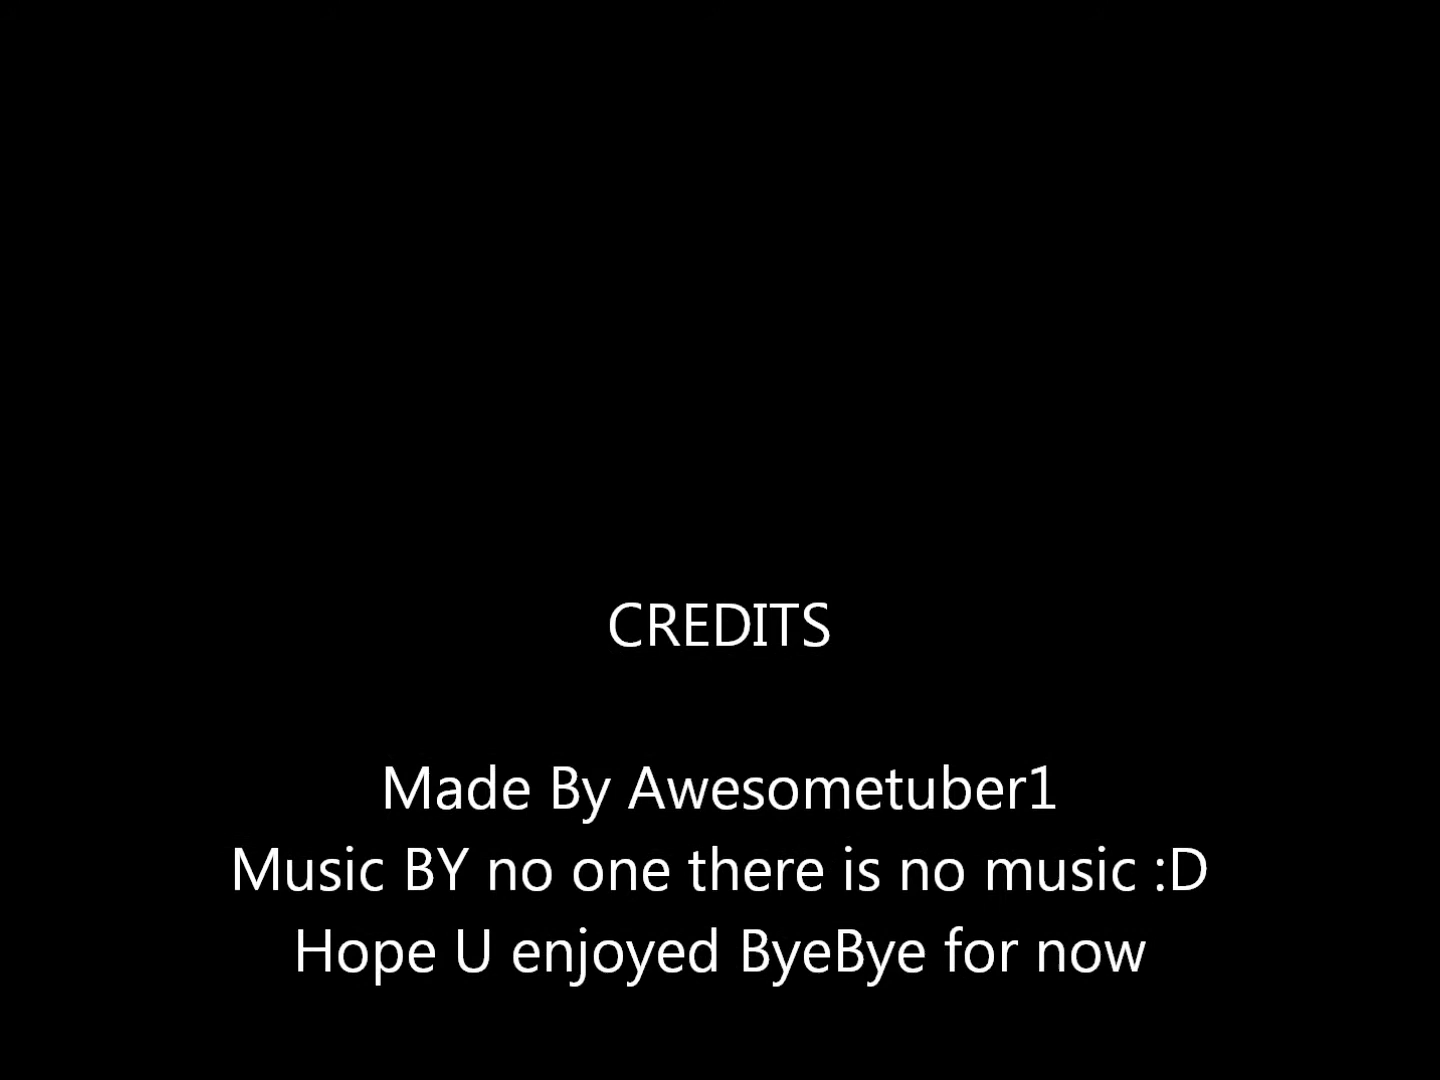 CREDITS
Made By Awesometuber1
Music BY no one there is no music :D
Hope U enjoyed ByeBye for now